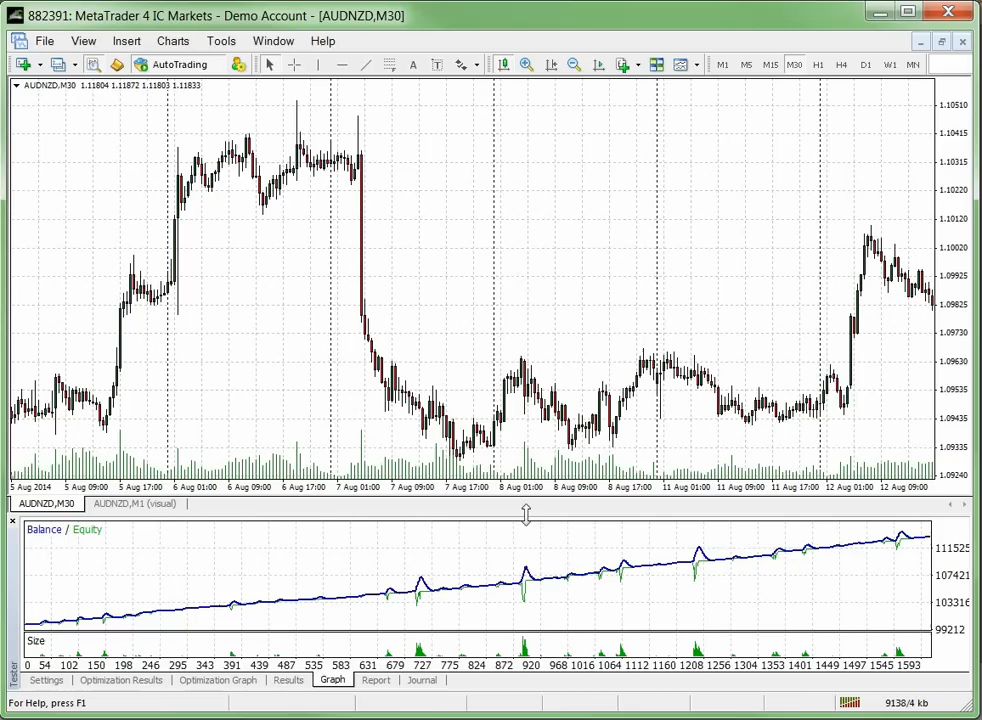 882391: MetaTrader 4 IC Markets - Demo Account - [AUDNZD,M30]
File View Insert Charts Tools Window Help
AutoTrading A T M1 M5 M15 M30 H1 H4 D1 W1 MN
AUDNZD,M30 1.11804 1.11872 1.11803 1.11833
1.10510
1.10415
1.10315
1.10220
1.10120
1.10020
1.09925
1.09825
1.09730
1.09630
1.09535
1.09435
1.09335
1.09240
5 Aug 2014 5 Aug 09:00 5 Aug 17:00 6 Aug 01:00 6 Aug 09:00 6 Aug 17:00 7 Aug 01:00 7 Aug 09:00 7 Aug 17:00 8 Aug 01:00 8 Aug 09:00 8 Aug 17:00 11 Aug 01:00 11 Aug 09:00 11 Aug 17:00 12 Aug 01:00 12 Aug 09:00
AUDNZD,M30 AUDNZD,M1 (visual)
Balance / Equity
111525
107421
103316
99212
Size
0 54 102 150 198 246 295 343 391 439 487 535 583 631 679 727 775 824 872 920 968 1016 1064 1112 1160 1208 1256 1304 1353 1401 1449 1497 1545 1593
Tester
Settings Optimization Results Optimization Graph Results Graph Report Journal
For Help, press F1 9138/4 kb